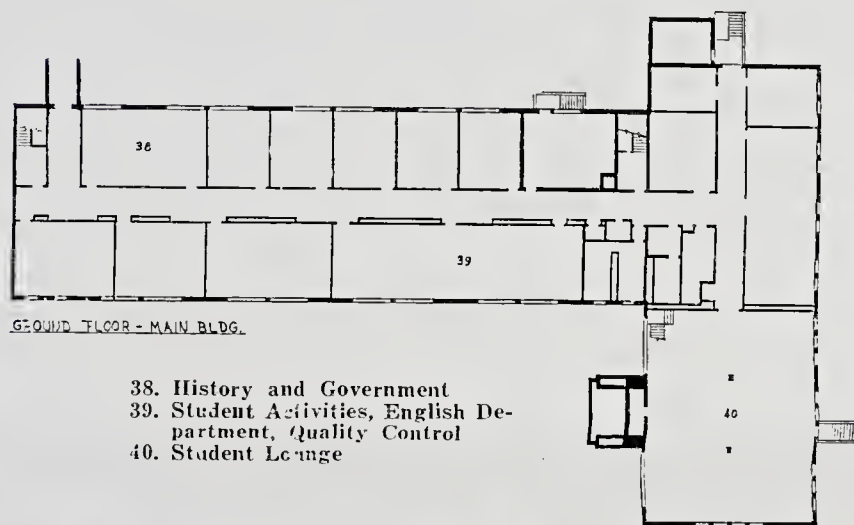 38
39
GROUND FLOOR - MAIN BLDG.
38. History and Government
39. Student Activities, English De-
partment, Quality Control
40. Student Lounge
40